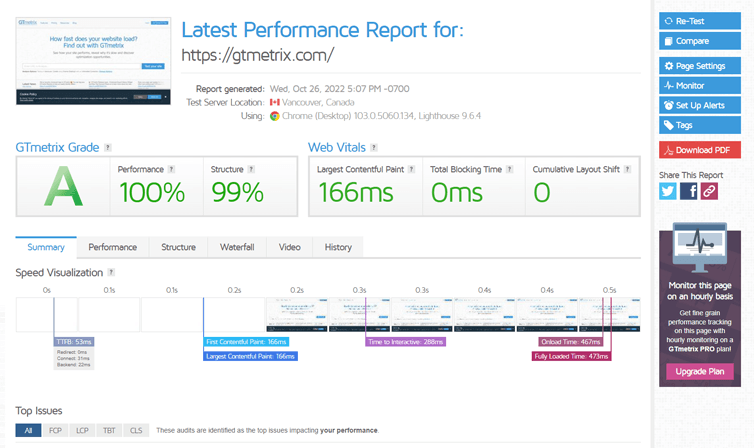 GTmetrix
How fast does your website load?
Find out with GTmetrix
Latest Performance Report for:
https://gtmetrix.com/
Report generated: Wed, Oct 26, 2022 5:07 PM -0700
Test Server Location: Vancouver, Canada
Using: Chrome (Desktop) 103.0.5060.134, Lighthouse 9.6.4
Re-Test
Compare
Page Settings
Monitor
Set Up Alerts
Tags
Download PDF
Share This Report
GTmetrix Grade ?
Web Vitals ?
A
Performance ?
100%
Structure ?
99%
Largest Contentful Paint ?
166ms
Total Blocking Time ?
0ms
Cumulative Layout Shift ?
0
Summary Performance Structure Waterfall Video History
Speed Visualization ?
0s 0.1s 0.1s 0.2s 0.2s 0.3s 0.4s 0.4s 0.4s 0.5s
TTFB: 53ms
Redirect: 0ms
Connect: 31ms
Backend: 22ms
First Contentful Paint: 166ms
Largest Contentful Paint: 166ms
Time to Interactive: 288ms
Onload Time: 467ms
Fully Loaded Time: 473ms
Monitor this page
on an hourly basis
Get fine grain
performance tracking
on this page with
hourly monitoring on a
GTmetrix PRO plan!
Upgrade Plan
Top Issues
All FCP LCP TBT CLS These audits are identified as the top issues impacting your performance.